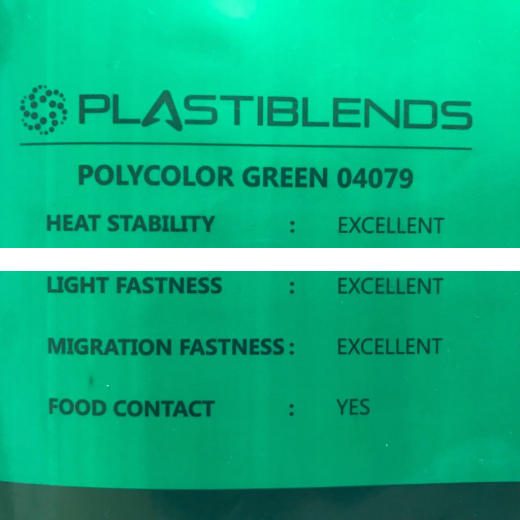 PLASTIBLENDS
POLYCOLOR GREEN 04079
HEAT STABILITY : EXCELLENT
LIGHT FASTNESS : EXCELLENT
MIGRATION FASTNESS : EXCELLENT
FOOD CONTACT : YES